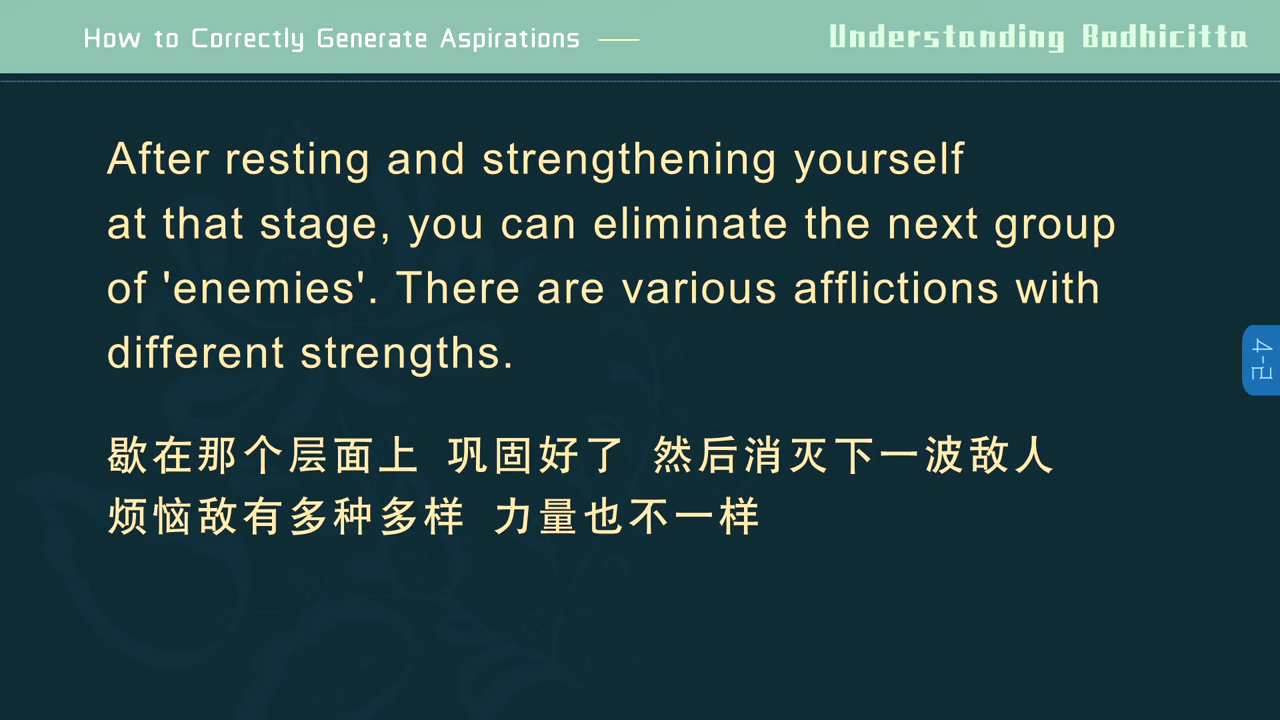 How to Correctly Generate Aspirations
Understanding Bodhicitta
After resting and strengthening yourself
at that stage, you can eliminate the next group
of 'enemies'. There are various afflictions with
different strengths.
歇在那个层面上 巩固好了 然后消灭下一波敌人
烦恼敌有多种多样 力量也不一样
4-2